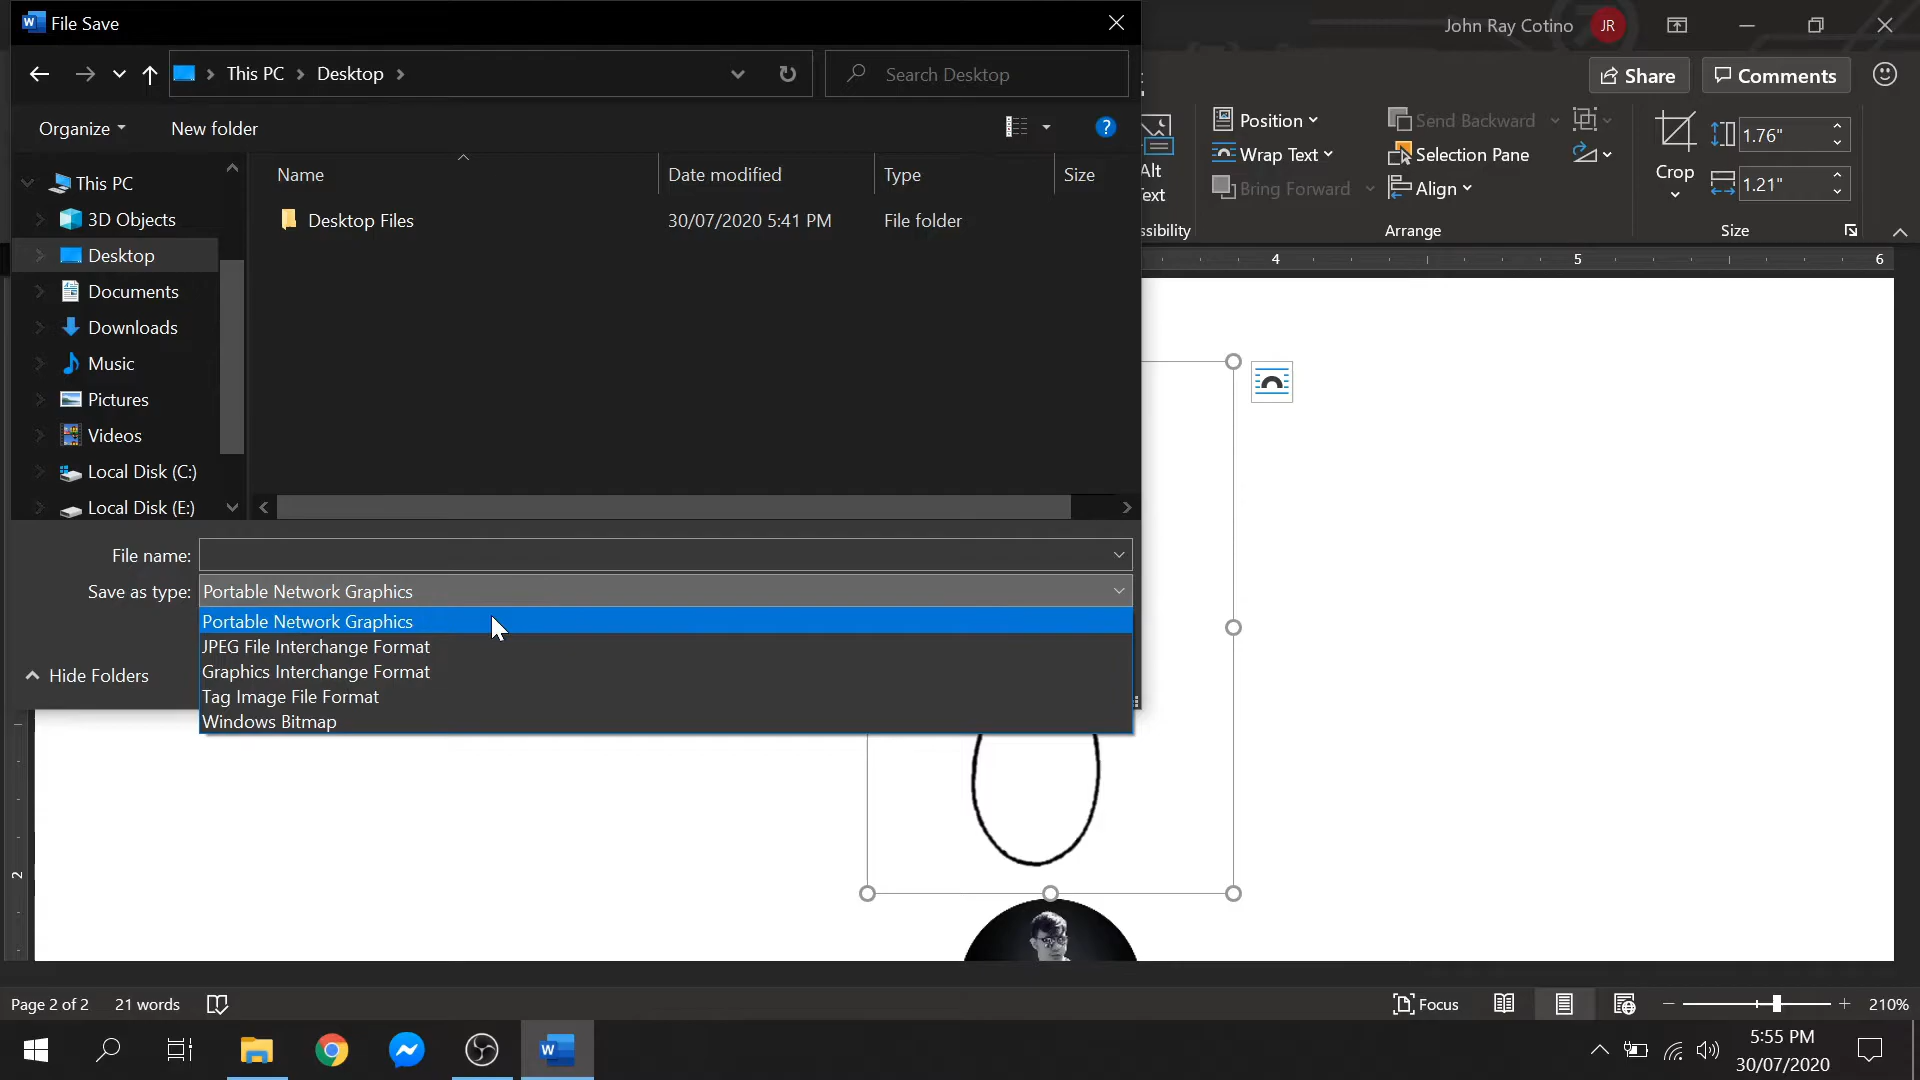 File Save
John Ray Cotino
JR
This PC
Desktop
Search Desktop
Share
Comments
Organize
New folder
?
Position
Send Backward
1.76"
Wrap Text
Selection Pane
Alt
Crop
Bring Forward
Align
1.21"
Arrange
Size
Name
Date modified
Type
Size
This PC
3D Objects
Desktop
Documents
Downloads
Music
Pictures
Videos
Local Disk (C:)
Local Disk (E:)
Desktop Files
30/07/2020 5:41 PM
File folder
4
5
6
File name:
Save as type:
Portable Network Graphics
Portable Network Graphics
JPEG File Interchange Format
Graphics Interchange Format
Tag Image File Format
Windows Bitmap
Hide Folders
2
Page 2 of 2
21 words
Focus
210%
W
5:55 PM
30/07/2020